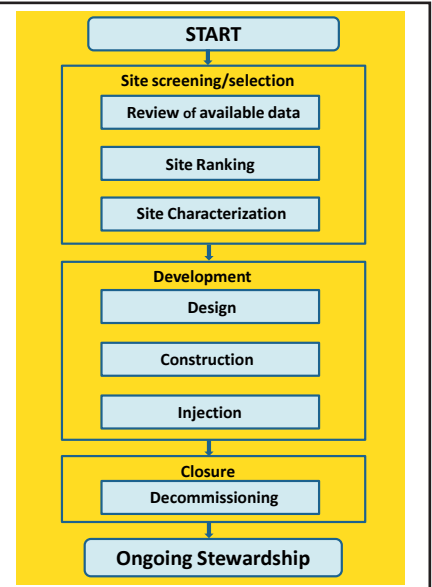 START
Site screening/selection
Review of available data
Site Ranking
Site Characterization
Development
Design
Construction
Injection
Closure
Decommissioning
Ongoing Stewardship